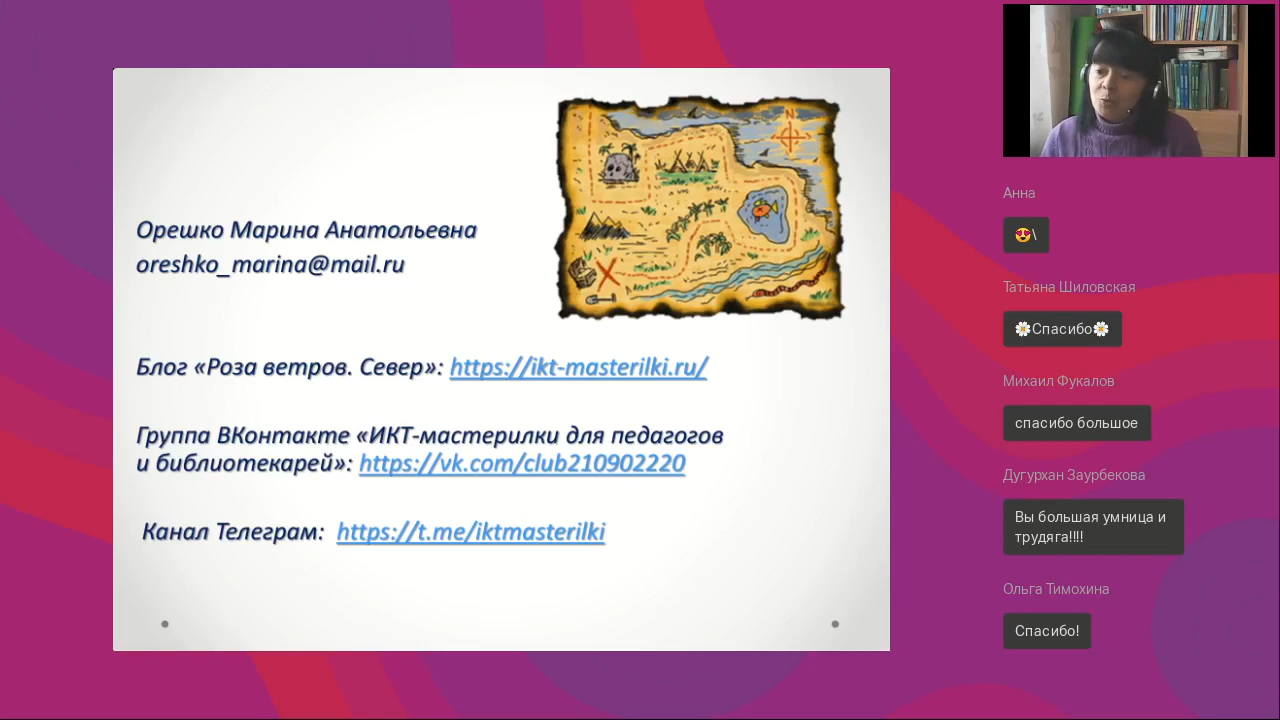 N
Орешко Марина Анатольевна
oreshko_marina@mail.ru
Блог «Роза ветров. Север»: https://ikt-masterilki.ru/
Группа ВКонтакте «ИКТ-мастерилки для педагогов
и библиотекарей»: https://vk.com/club210902220
Канал Телеграм: https://t.me/iktmasterilki
Анна
😍\
Татьяна Шиловская
🌼Спасибо🌼
Михаил Фукалов
спасибо большое
Дугурхан Заурбекова
Вы большая умница и
трудяга!!!!
Ольга Тимохина
Спасибо!